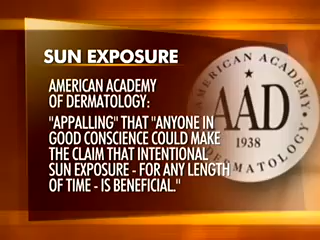 SUN EXPOSURE
AMERICAN ACADEMY
OF DERMATOLOGY:
"APPALLING" THAT "ANYONE IN
GOOD CONSCIENCE COULD MAKE
THE CLAIM THAT INTENTIONAL
SUN EXPOSURE - FOR ANY LENGTH
OF TIME - IS BENEFICIAL."
AMERICAN ACADEMY
AAD
1938
DERMATOLOGY